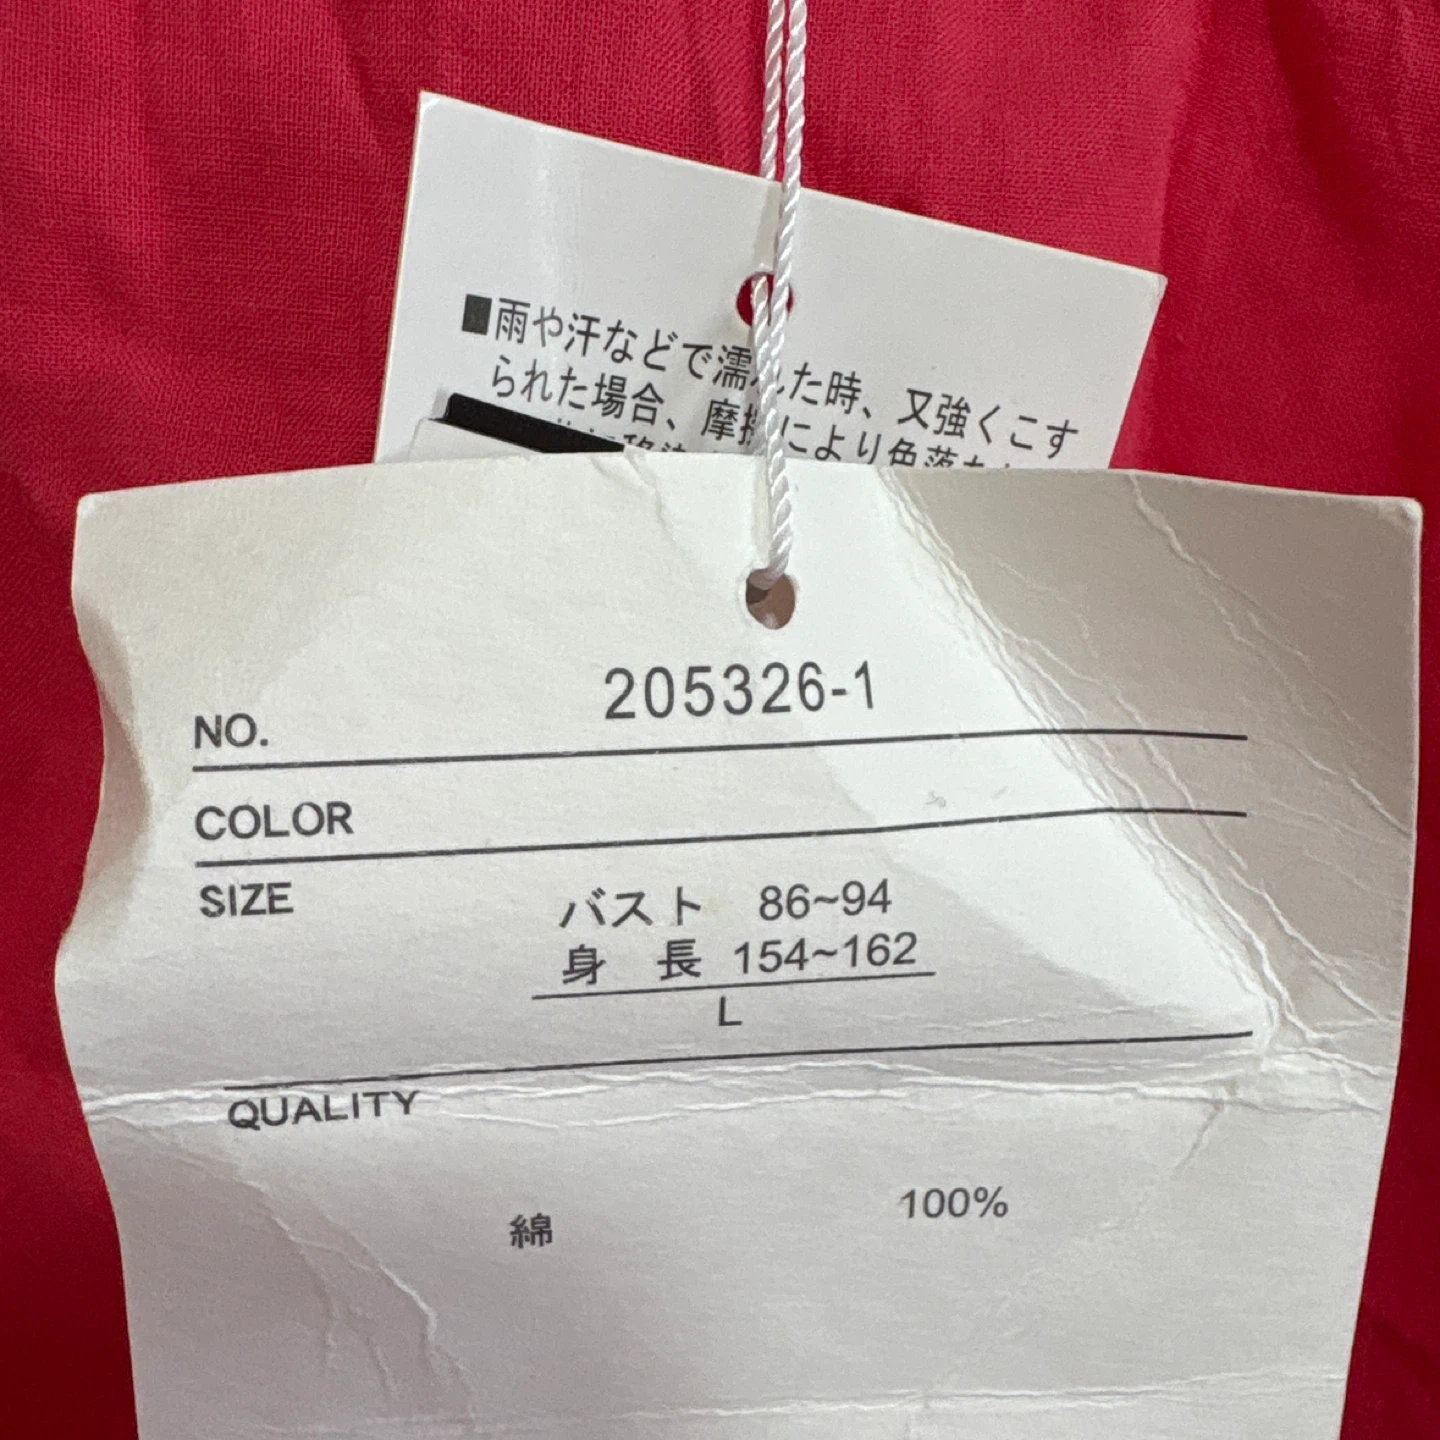 ■雨や汗などで濡れた時、又強くこす
られた場合、摩擦により色落ち
NO. 205326-1
COLOR
SIZE バスト 86~94
身 長 154~162
L
QUALITY
綿 100%